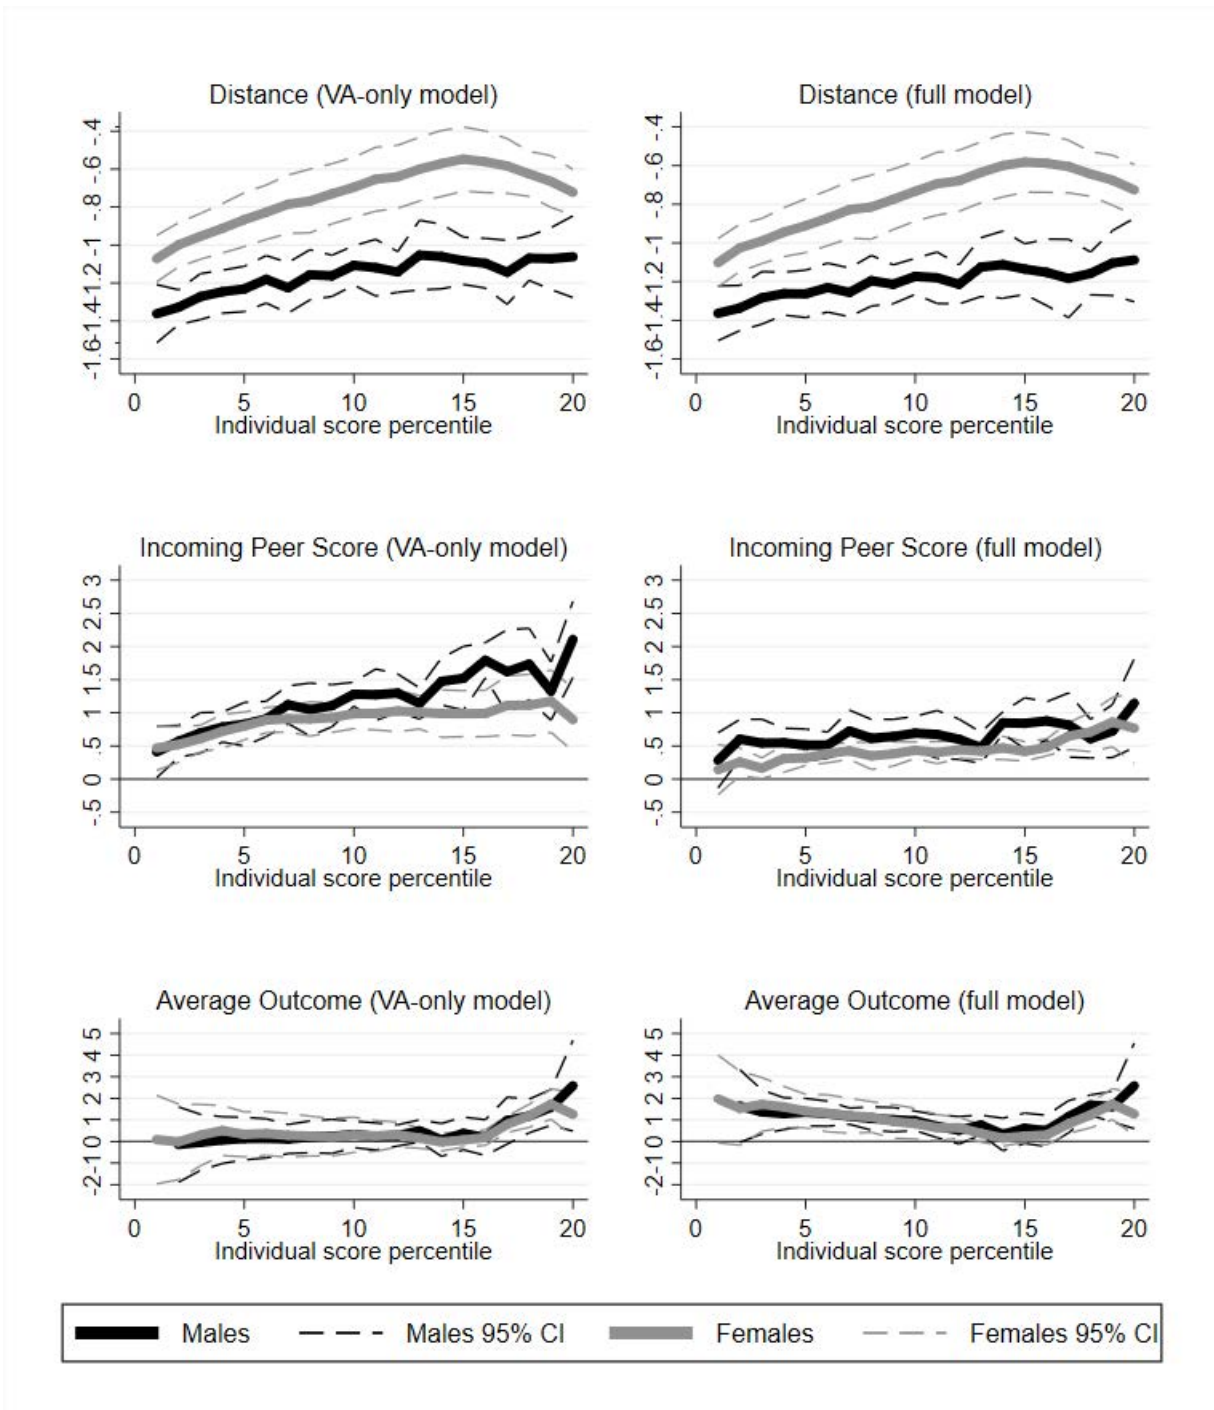 Distance (VA-only model)
-.4
-.6
-.8
-1
-1.2
-1.4
-1.6
0 5 10 15 20
Individual score percentile
Distance (full model)
-.4
-.6
-.8
-1
-1.2
-1.4
-1.6
0 5 10 15 20
Individual score percentile
Incoming Peer Score (VA-only model)
3
2.5
2
1.5
1
.5
0
-.5
0 5 10 15 20
Individual score percentile
Incoming Peer Score (full model)
3
2.5
2
1.5
1
.5
0
-.5
0 5 10 15 20
Individual score percentile
Average Outcome (VA-only model)
5
4
3
2
1
0
-1
-2
0 5 10 15 20
Individual score percentile
Average Outcome (full model)
5
4
3
2
1
0
-1
-2
0 5 10 15 20
Individual score percentile
Males Males 95% CI Females Females 95% CI